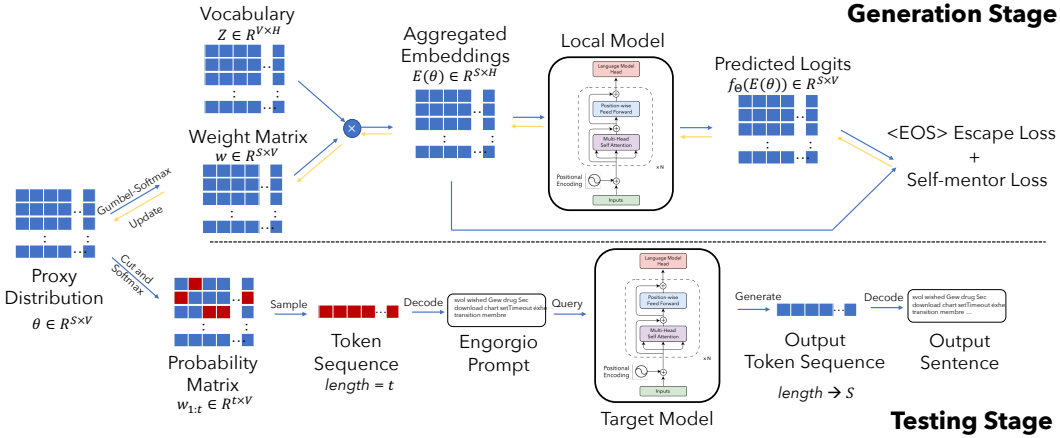 Vocabulary
Z ∈ R^{V×H}
Weight Matrix
w ∈ R^{S×V}
Gumbel-Softmax
Update
Proxy
Distribution
θ ∈ R^{S×V}
×
Aggregated
Embeddings
E(θ) ∈ R^{S×H}
Local Model
Language Model
Head
Position-wise
Feed Forward
Multi-Head
Self Attention
×N
Positional
Encoding
Inputs
Predicted Logits
f_Θ(E(θ)) ∈ R^{S×V}
Generation Stage
<EOS> Escape Loss
+
Self-mentor Loss
Cut and
Softmax
Probability
Matrix
w_{1:t} ∈ R^{t×V}
Sample
Token
Sequence
length = t
Decode
swol wished Gew drug Sec
download chart setTimeout éxhe
transition membre
Engorgio
Prompt
Query
Language Model
Head
Position-wise
Feed Forward
Multi-Head
Self Attention
×N
Positional
Encoding
Inputs
Target Model
Generate
Output
Token Sequence
length → S
Decode
swol wished Gew drug Sec
download chart setTimeout éxhe
transition membre ...
Output
Sentence
Testing Stage